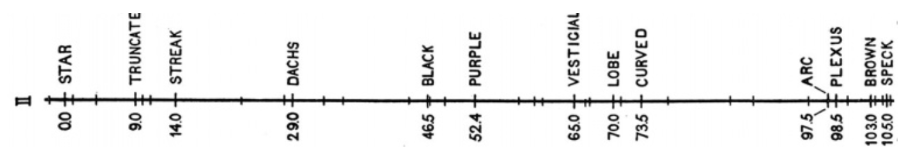 II
STAR
TRUNCATE
STREAK
DACHS
BLACK
PURPLE
VESTIGIAL
LOBE
CURVED
ARC
PLEXUS
BROWN
SPECK
0.0
9.0
14.0
29.0
46.5
52.4
65.0
70.0
73.5
97.5
98.5
103.0
105.0